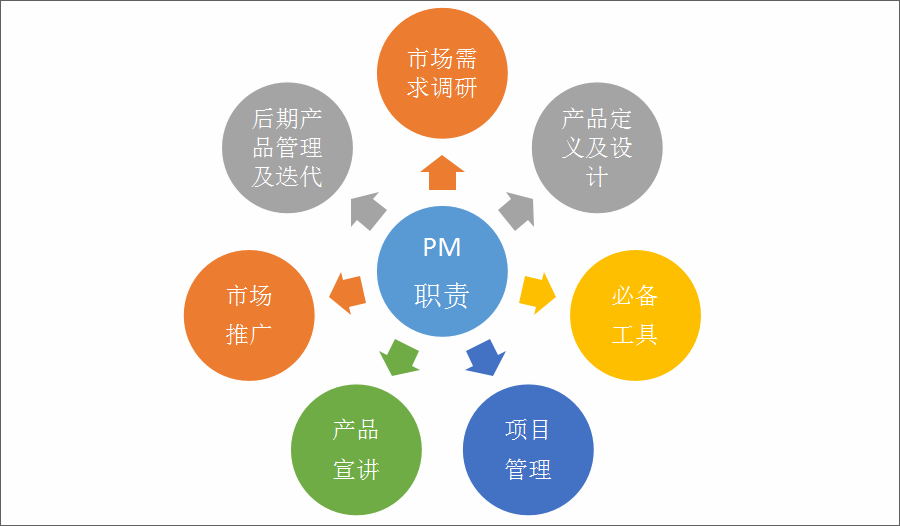 市场需
求调研
后期产
品管理
及迭代
产品定
义及设
计
PM
职责
市场
推广
必备
工具
产品
宣讲
项目
管理